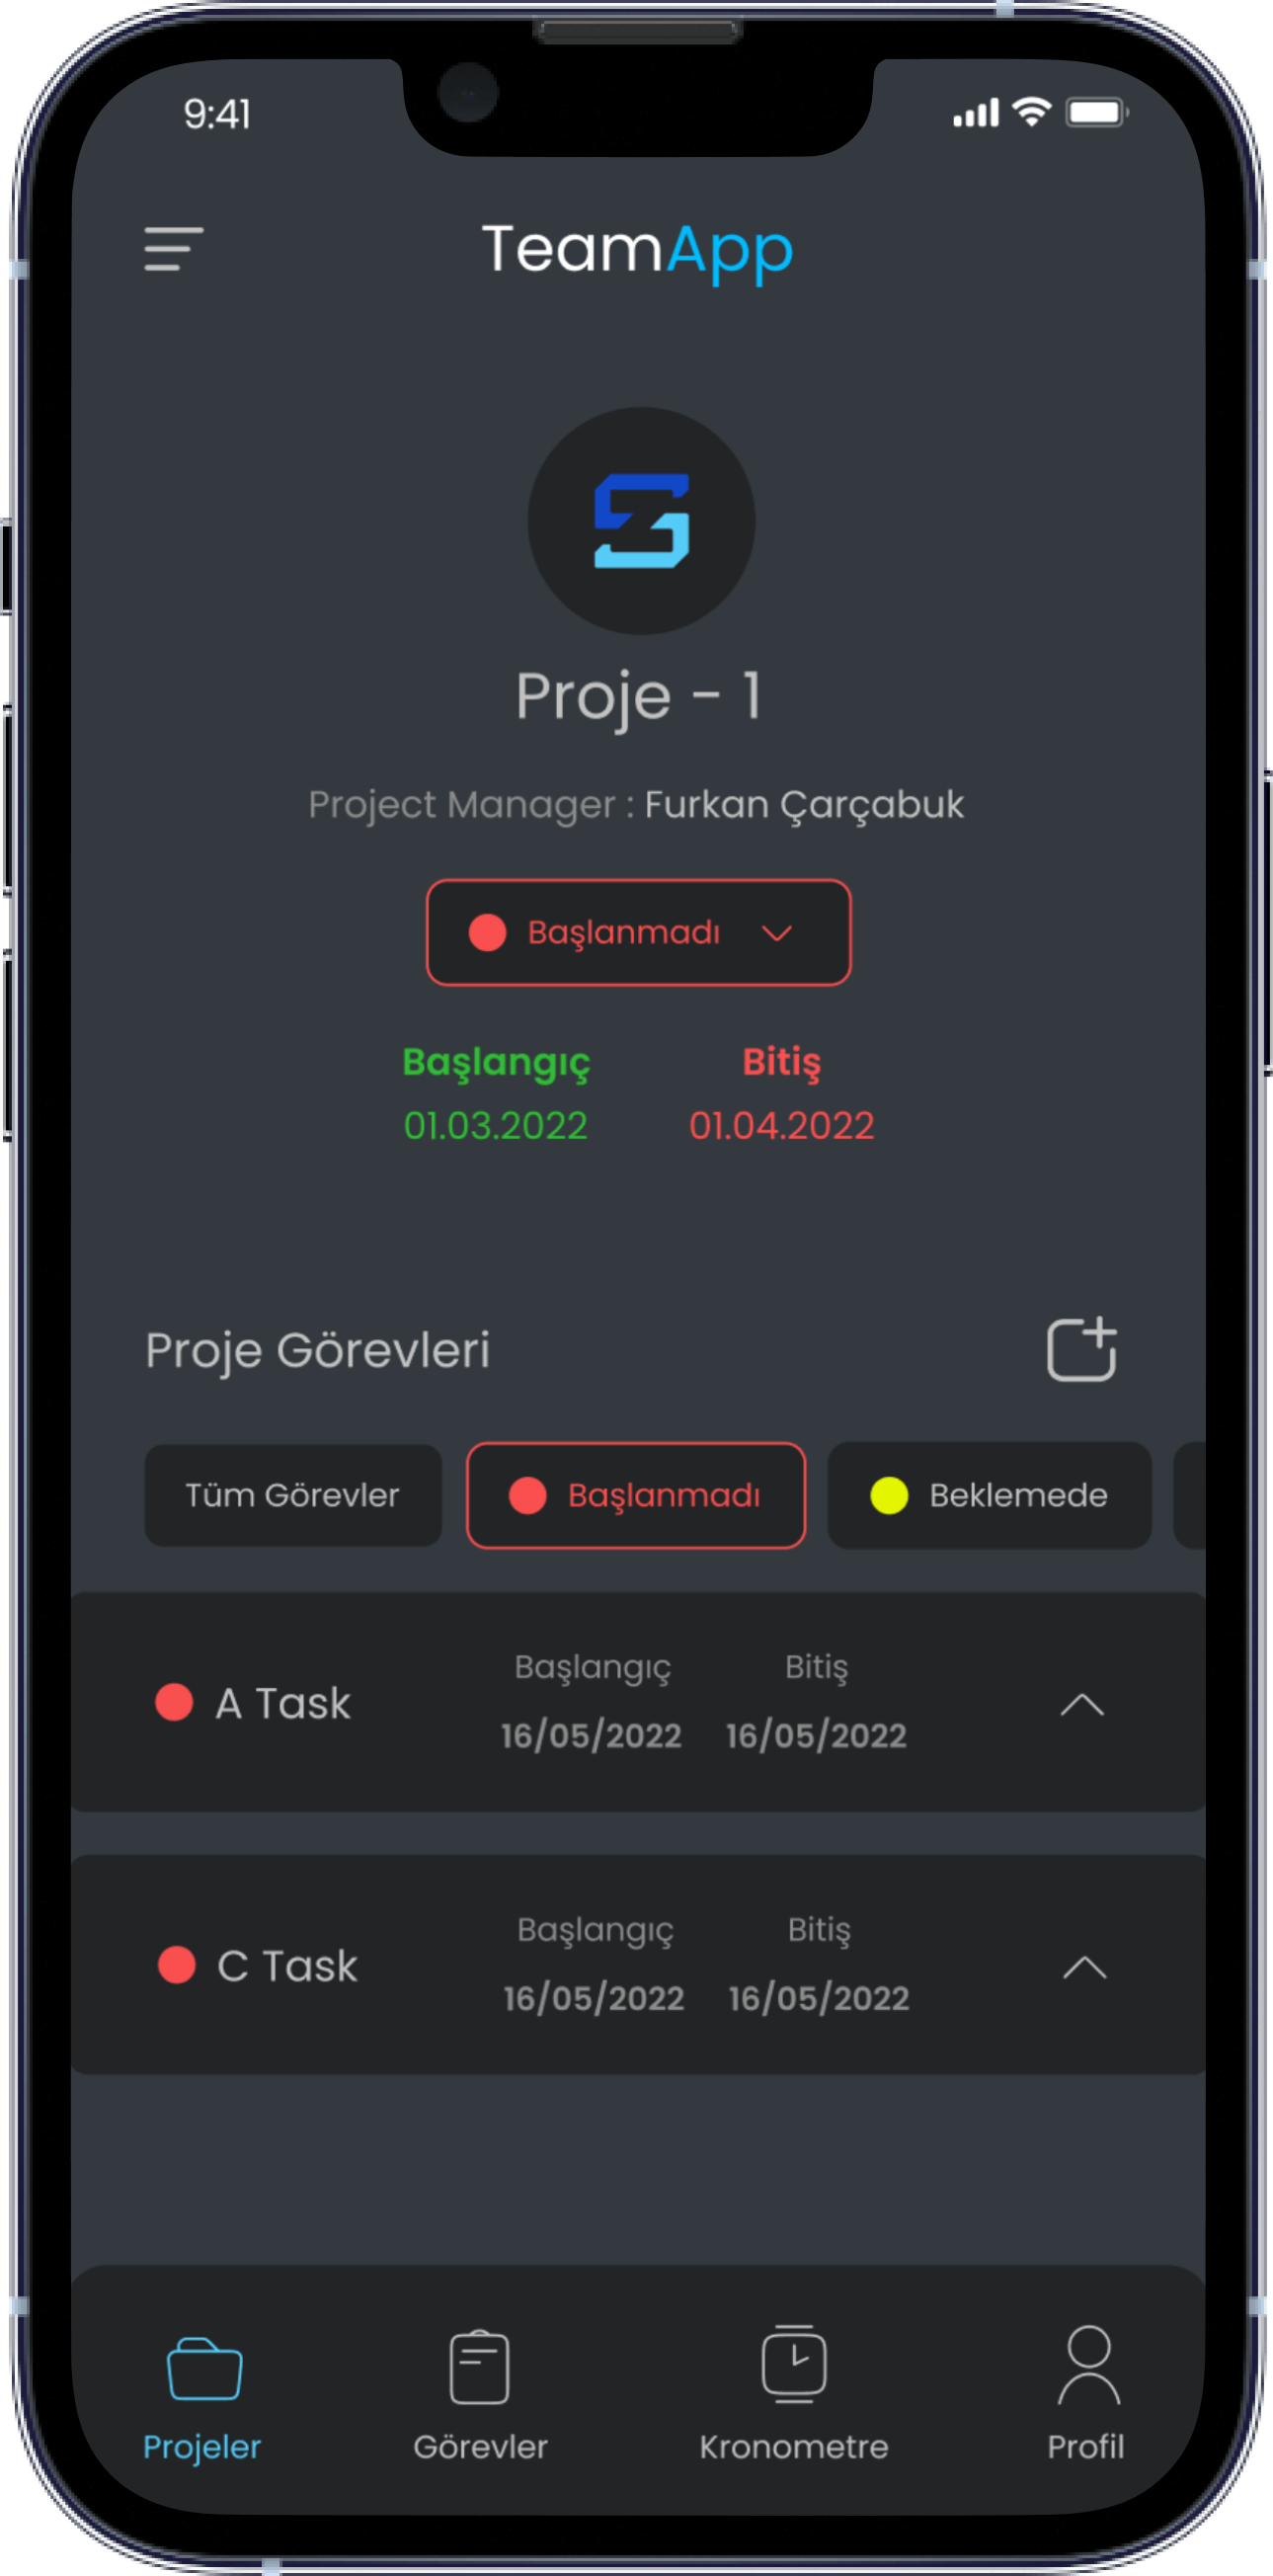 9:41
TeamApp
Proje - 1
Project Manager : Furkan Çarçabuk
Başlanmadı
Başlangıç Bitiş
01.03.2022 01.04.2022
Proje Görevleri
Tüm Görevler Başlanmadı Beklemede
Başlangıç Bitiş
A Task
16/05/2022 16/05/2022
Başlangıç Bitiş
C Task
16/05/2022 16/05/2022
Projeler Görevler Kronometre Profil